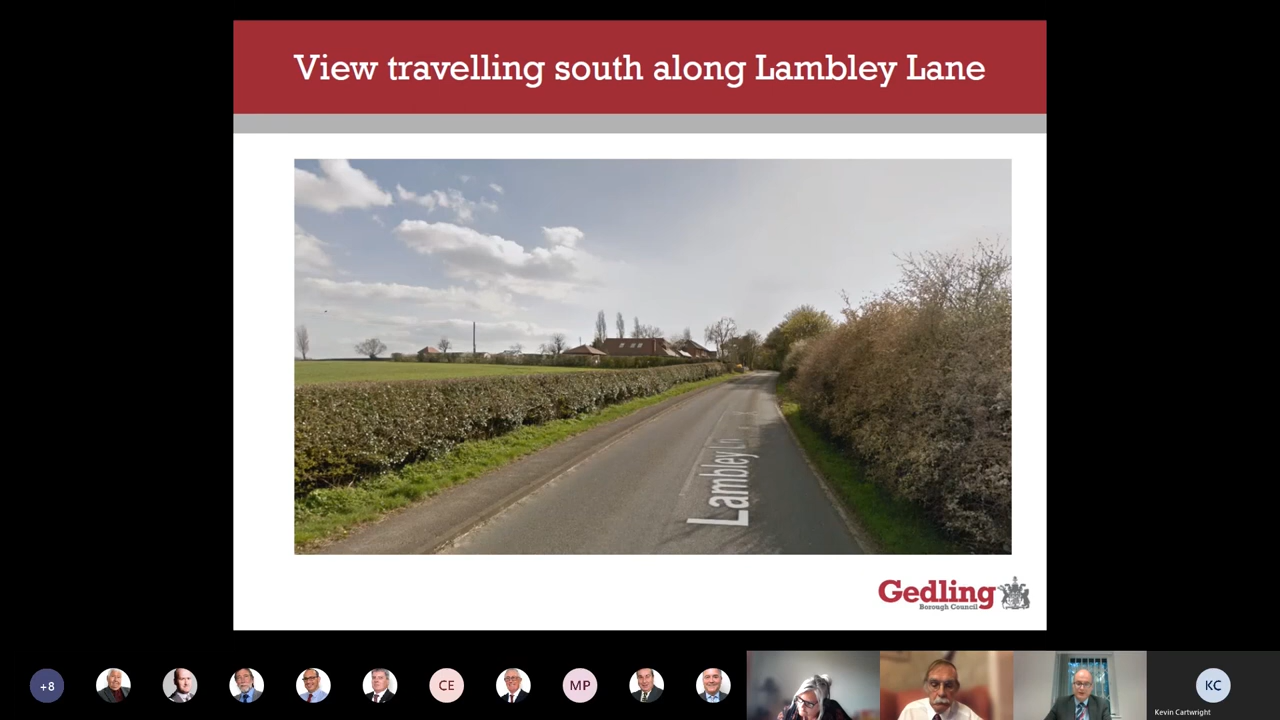 View travelling south along Lambley Lane
Lambley Ln
Gedling
Borough Council
+8
CE
MP
KC
Kevin Cartwright